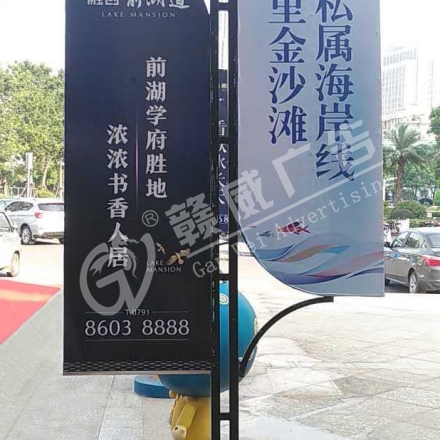 前湖道
LAKE MANSION
前湖学府胜地
浓浓书香人居
LAKE
MANSION
T/0791
8603 8888
私属海岸线
里金沙滩
®
赣威广告
Ganwei Advertising